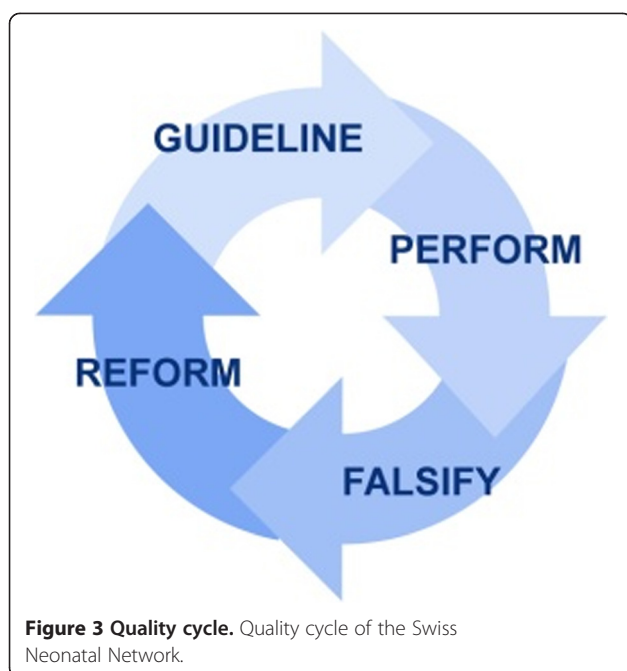 GUIDELINE
PERFORM
REFORM
FALSIFY
Figure 3 Quality cycle. Quality cycle of the Swiss
Neonatal Network.